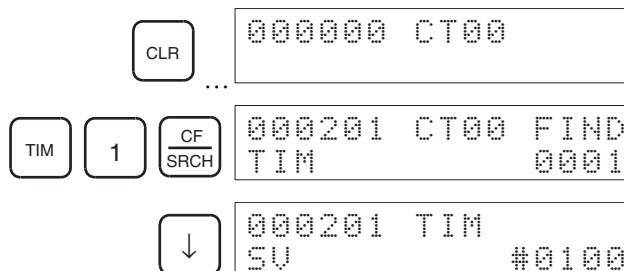 CLR ... 000000 CT00
TIM 1 CF SRCH 000201 CT00 FIND
TIM 0001
↓ 000201 TIM
SV #0100